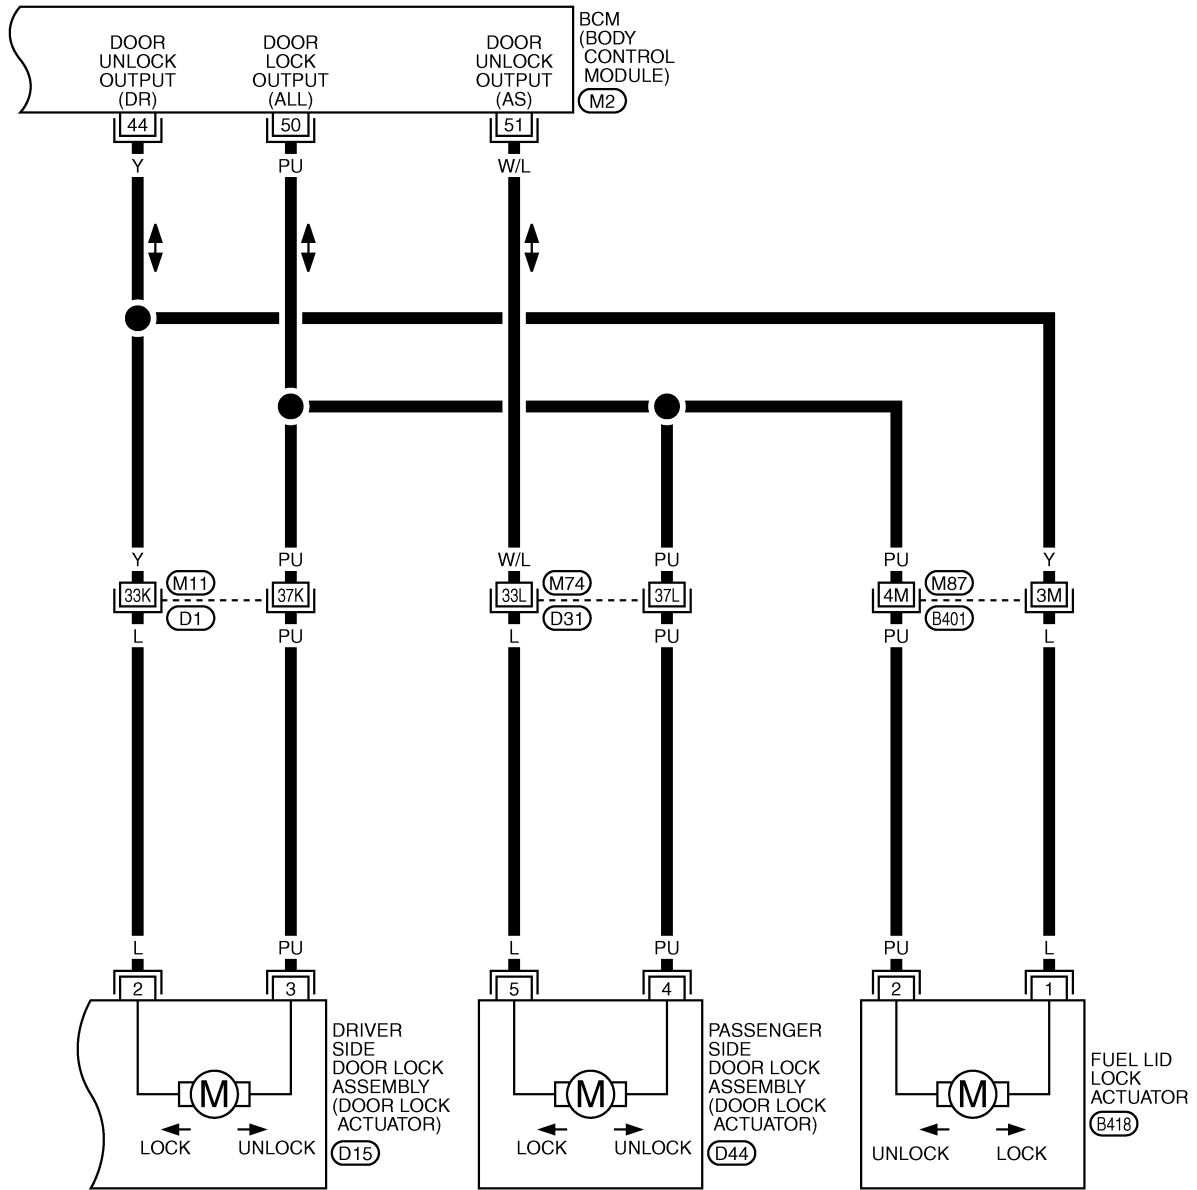 BCM
(BODY
CONTROL
MODULE)
M2
DOOR
UNLOCK
OUTPUT
(DR)
DOOR
LOCK
OUTPUT
(ALL)
DOOR
UNLOCK
OUTPUT
(AS)
44
50
51
Y
PU
W/L
Y
PU
W/L
PU
PU
Y
33K
M11
D1
37K
33L
M74
D31
37L
4M
M87
B401
3M
L
PU
L
PU
PU
L
L
PU
L
PU
PU
L
2
3
5
4
2
1
M
LOCK
UNLOCK
DRIVER
SIDE
DOOR LOCK
ASSEMBLY
(DOOR LOCK
ACTUATOR)
D15
M
LOCK
UNLOCK
PASSENGER
SIDE
DOOR LOCK
ASSEMBLY
(DOOR LOCK
ACTUATOR)
D44
M
UNLOCK
LOCK
FUEL LID
LOCK
ACTUATOR
B418